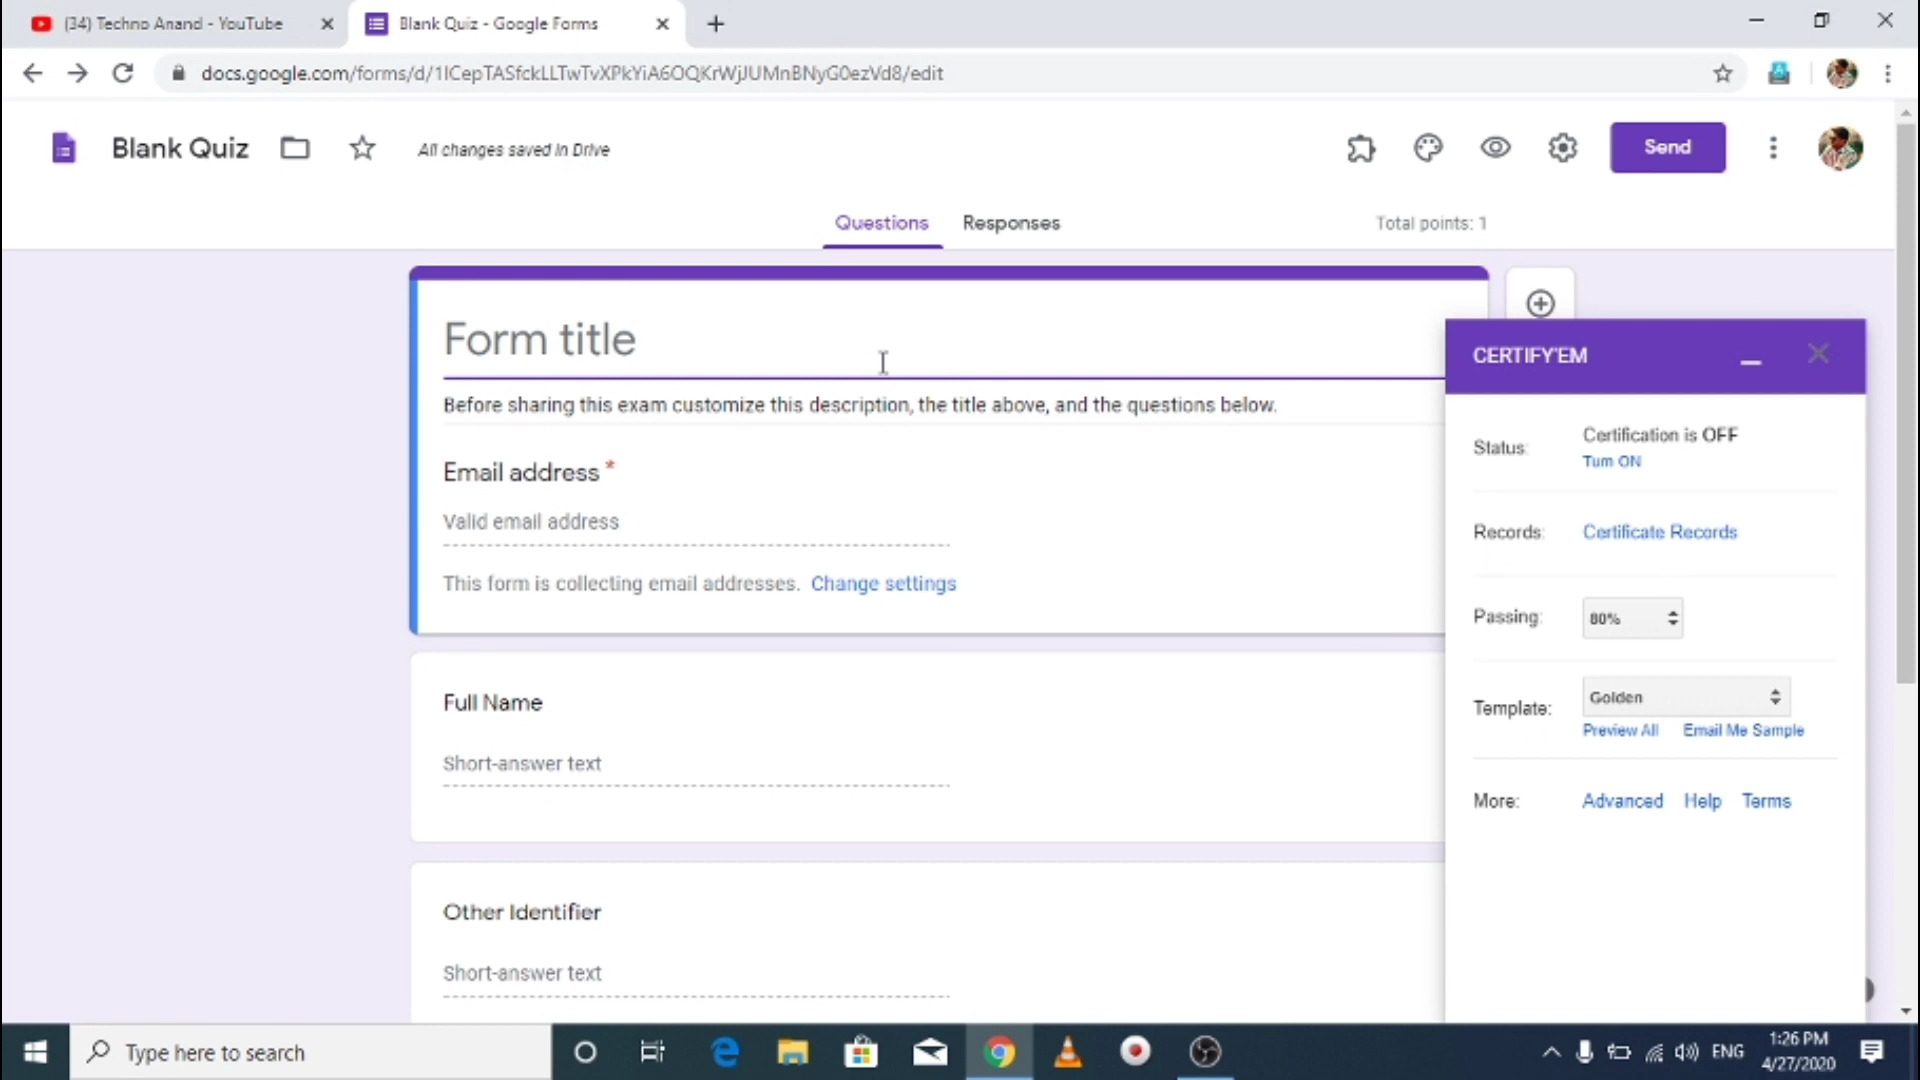 (34) Techno Anand - YouTube
Blank Quiz - Google Forms
docs.google.com/forms/d/1ICepTASfckLLTwTvXPkYiA6OQKrWjJUMnBNyG0ezVd8/edit
Blank Quiz
All changes saved in Drive
Send
Questions
Responses
Total points: 1
Form title
Before sharing this exam customize this description, the title above, and the questions below.
Email address *
Valid email address
This form is collecting email addresses. Change settings
Full Name
Short-answer text
Other Identifier
Short-answer text
CERTIFY'EM
Status: Certification is OFF
Turn ON
Records: Certificate Records
Passing: 80%
Template: Golden
Preview All Email Me Sample
More: Advanced Help Terms
Type here to search
ENG
1:26 PM
4/27/2020